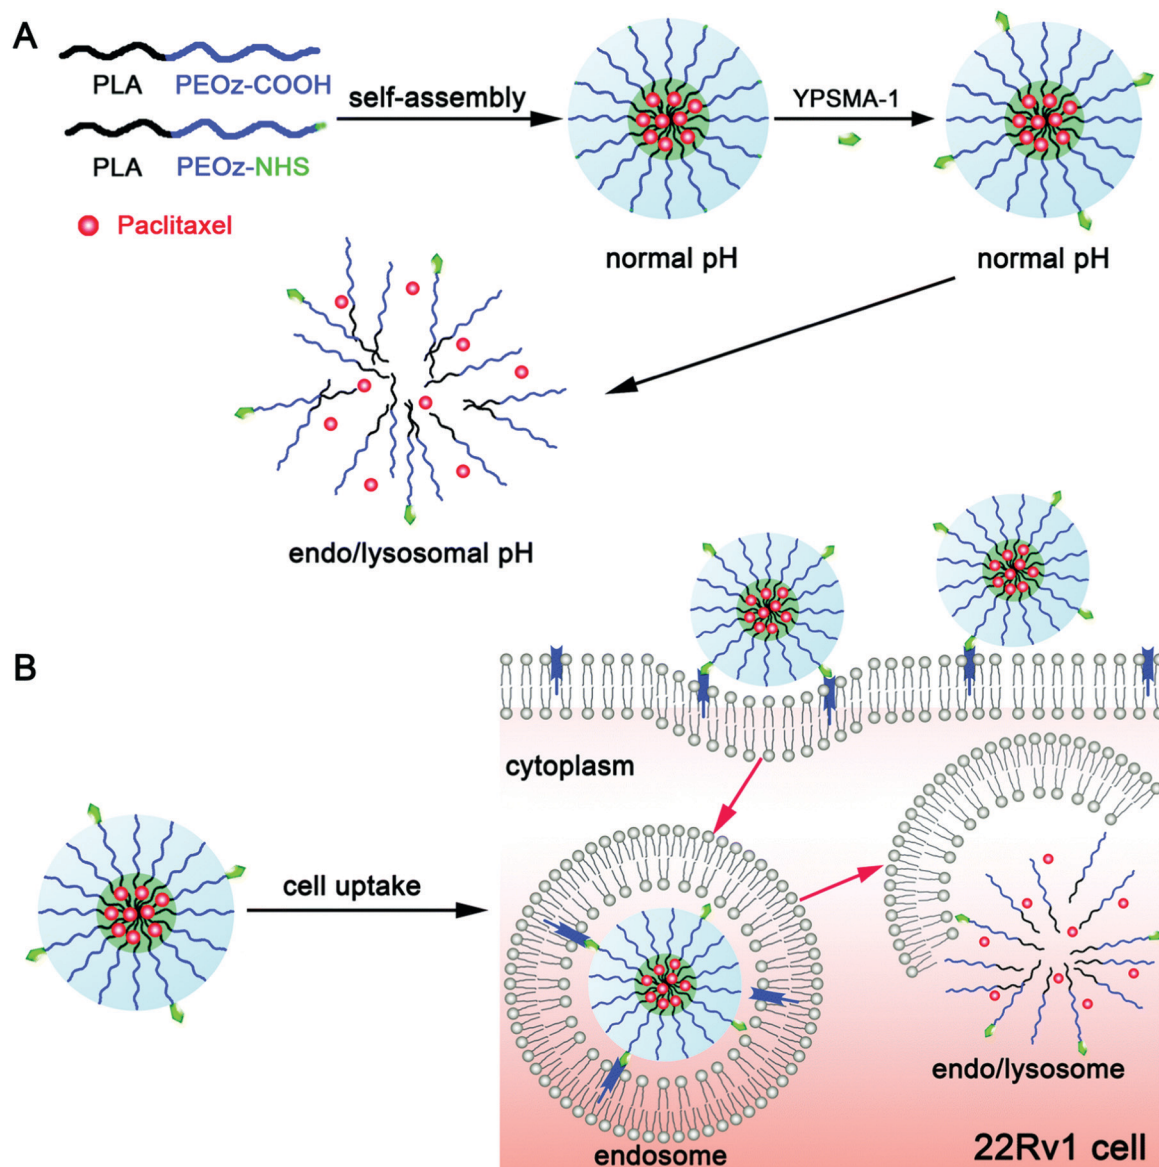 A
PLA PEOz-COOH
PLA PEOz-NHS
Paclitaxel
self-assembly
YPSMA-1
normal pH
normal pH
endo/lysosomal pH
B
cell uptake
cytoplasm
endosome
endo/lysosome
22Rv1 cell